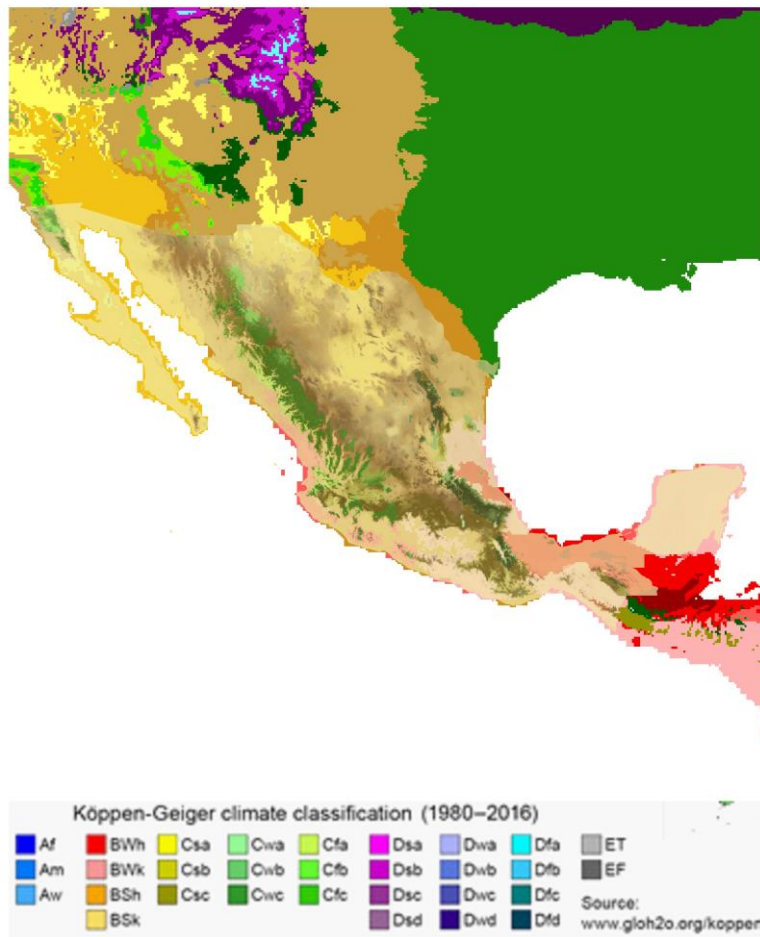 Köppen-Geiger climate classification (1980–2016)
Af BWh Csa Cwa Cfa Dsa Dwa Dfa ET
Am BWk Csb Cwb Cfb Dsb Dwb Dfb EF
Aw BSh Csc Cwc Cfc Dsc Dwc Dfc Source:
BSk Dsd Dwd Dfd www.gloh2o.org/koppen